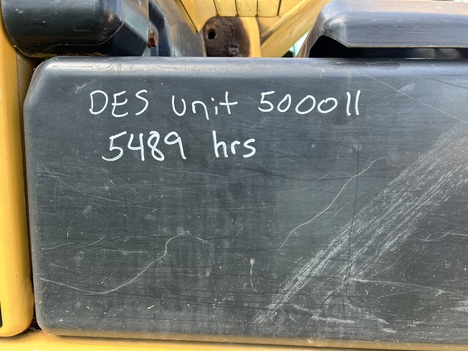 DES unit 500011
5489 hrs